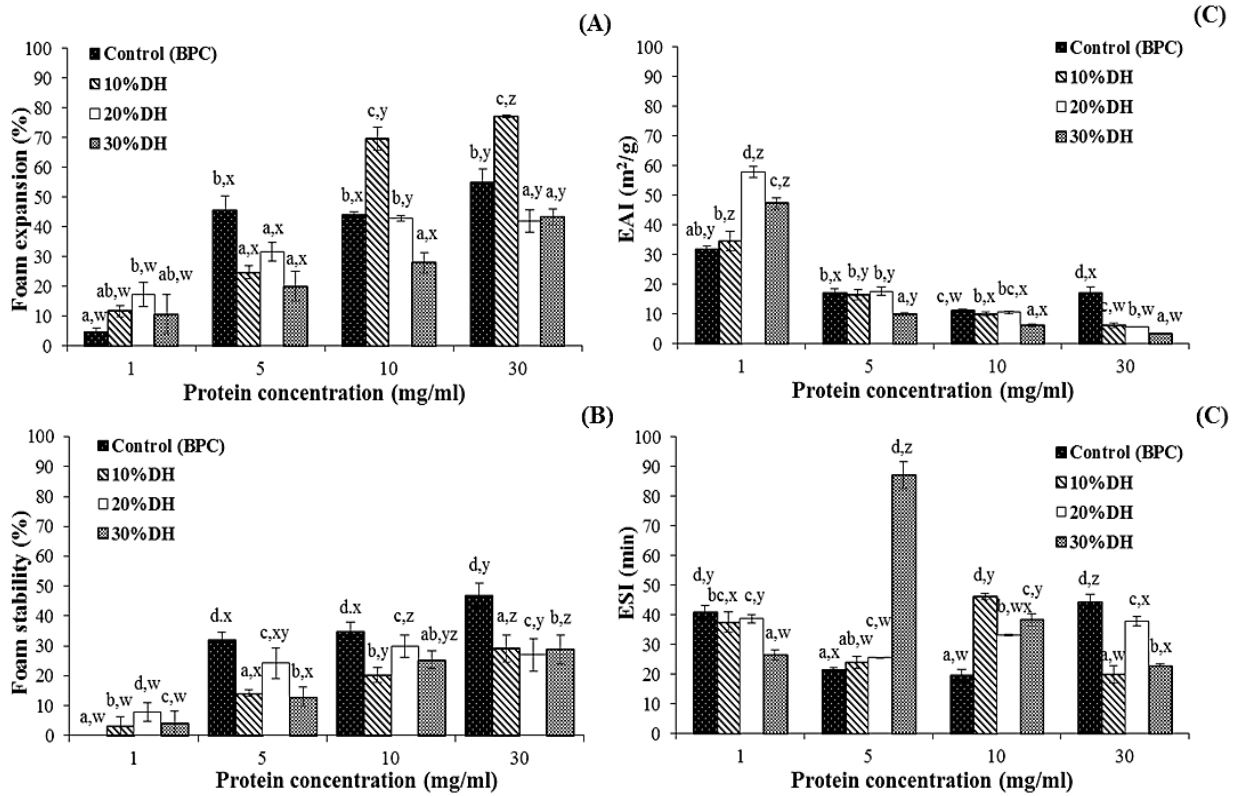 (A)
Foam expansion (%)
100
90
80
70
60
50
40
30
20
10
0
Control (BPC)
10%DH
20%DH
30%DH
a,w
ab,w
b,w
ab,w
b,x
a,x
b,x
a,x
b,x
c,y
b,y
a,x
b,y
c,z
a,y
a,y
1
5
10
30
Protein concentration (mg/ml)
(C)
EAI (m²/g)
100
90
80
70
60
50
40
30
20
10
0
Control (BPC)
10%DH
20%DH
30%DH
ab,y
b,z
d,z
c,z
b,x
b,y
b,y
a,y
c,w
b,x
bc,x
a,x
d,x
c,w
b,w
a,w
1
5
10
30
Protein concentration (mg/ml)
(B)
Foam stability (%)
100
90
80
70
60
50
40
30
20
10
0
Control (BPC)
10%DH
20%DH
30%DH
a,w
b,w
d,w
c,w
d.x
a,x
c,xy
b,x
d.x
b,y
c,z
ab,yz
d,y
a,z
c,y
b,z
1
5
10
30
Protein concentration (mg/ml)
(C)
ESI (min)
100
90
80
70
60
50
40
30
20
10
0
Control (BPC)
10%DH
20%DH
30%DH
d,y
bc,x
c,y
a,w
a,x
ab,w
c,w
d,z
a,w
d,y
b,wx
c,y
d,z
a,w
c,x
b,x
1
5
10
30
Protein concentration (mg/ml)